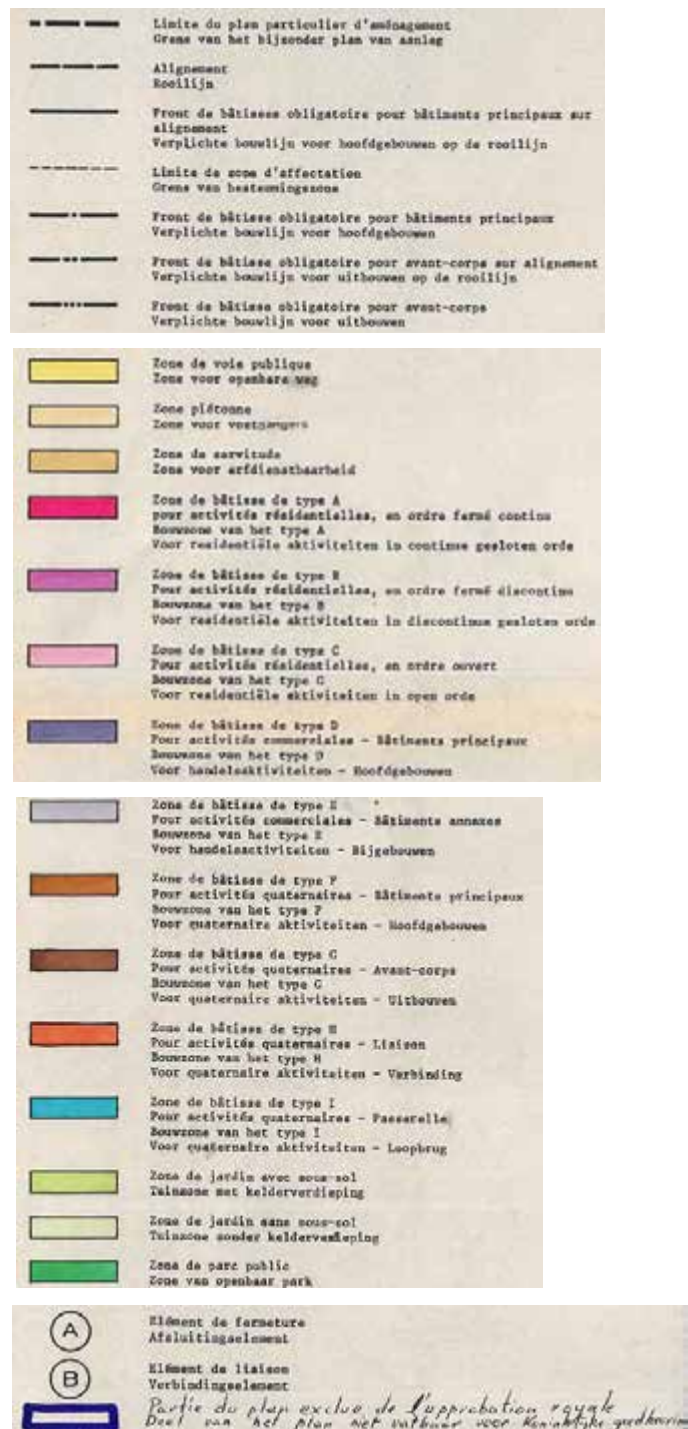 Limite du plan particulier d'aménagement
Grens van het bijzonder plan van aanleg
Alignement
Rooilijn
Front de bâtisse obligatoire pour bâtiments principaux sur
alignement
Verplichte bouwlijn voor hoofdgebouwen op de rooilijn
Limite de zone d'affectation
Grens van bestemmingszone
Front de bâtisse obligatoire pour bâtiments principaux
Verplichte bouwlijn voor hoofdgebouwen
Front de bâtisse obligatoire pour avant-corps sur alignement
Verplichte bouwlijn voor uitbouwen op de rooilijn
Front de bâtisse obligatoire pour avant-corps
Verplichte bouwlijn voor uitbouwen
Zone de voie publique
Zone voor openbare weg
Zone piétonne
Zone voor voetgangers
Zone de servitude
Zone voor erfdienstbaarheid
Zone de bâtisse de type A
pour activités résidentielles, en ordre fermé continu
Bouwzone van het type A
Voor residentiële aktiviteiten in continue gesloten orde
Zone de bâtisse de type B
Pour activités résidentielles, en ordre fermé discontinu
Bouwzone van het type B
Voor residentiële aktiviteiten in discontinue gesloten orde
Zone de bâtisse de type C
Pour activités résidentielles, en ordre ouvert
Bouwzone van het type C
Voor residentiële aktiviteiten in open orde
Zone de bâtisse de type D
Pour activités commerciales - Bâtiments principaux
Bouwzone van het type D
Voor handelsaktiviteiten - Hoofdgebouwen
Zone de bâtisse de type E
Pour activités commerciales - Bâtiments annexes
Bouwzone van het type E
Voor handelsactiviteiten - Bijgebouwen
Zone de bâtisse de type F
Pour activités quaternaires - Bâtiments principaux
Bouwzone van het type F
Voor quaternaire aktiviteiten - Hoofdgebouwen
Zone de bâtisse de type G
Pour activités quaternaires - Avant-corps
Bouwzone van het type G
Voor quaternaire aktiviteiten - Uitbouwen
Zone de bâtisse de type H
Pour activités quaternaires - Liaison
Bouwzone van het type H
Voor quaternaire aktiviteiten - Verbinding
Zone de bâtisse de type I
Pour activités quaternaires - Passerelle
Bouwzone van het type I
Voor quaternaire aktiviteiten - Loopbrug
Zone de jardin avec sous-sol
Tuinzone met kelderverdieping
Zone de jardin sans sous-sol
Tuinzone zonder kelderverdieping
Zone de parc public
Zone van openbaar park
A
Elément de fermeture
Afsluitingselement
B
Elément de liaison
Verbindingselement
Partie du plan exclue de l'approbation royale
Deel van het plan niet vatbaar voor Koninklijke goedkeuring